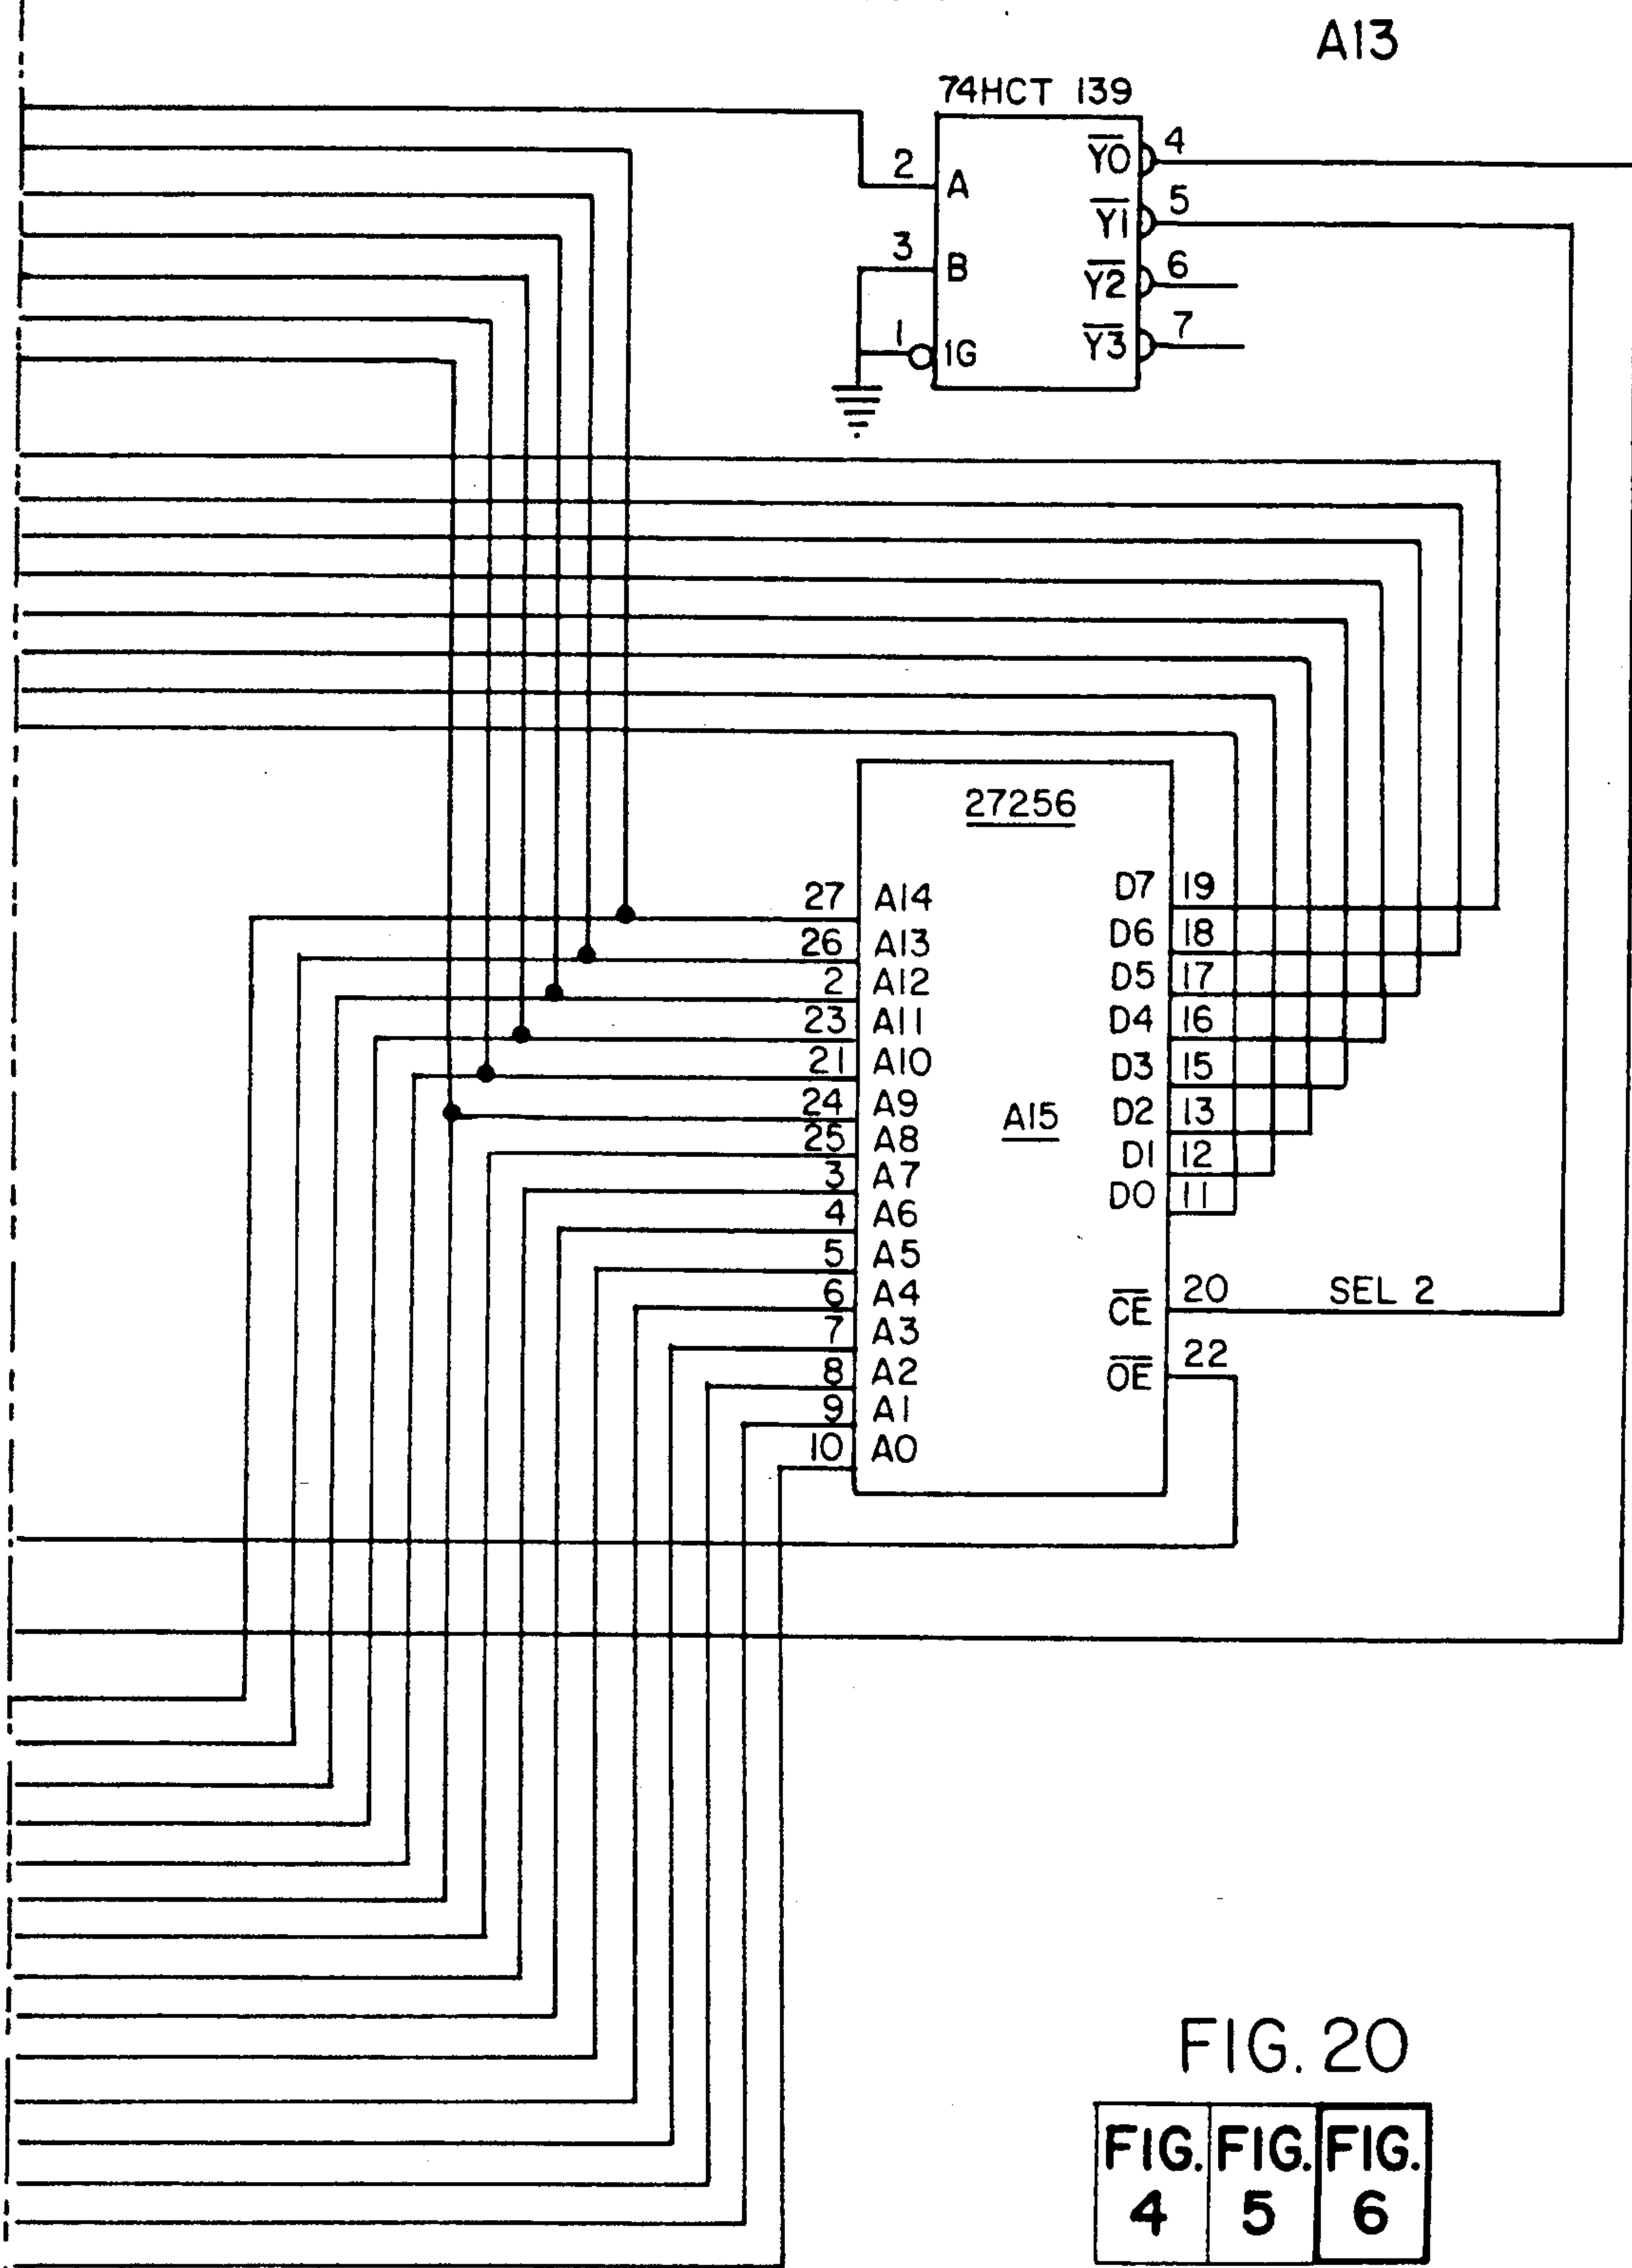 A13
74HCT 139
2 A
3 B
1 1G
Y0 4
Y1 5
Y2 6
Y3 7
27256
A15
27 A14
26 A13
2 A12
23 A11
21 A10
24 A9
25 A8
3 A7
4 A6
5 A5
6 A4
7 A3
8 A2
9 A1
10 A0
D7 19
D6 18
D5 17
D4 16
D3 15
D2 13
D1 12
D0 11
CE 20 SEL 2
OE 22
FIG. 20
FIG. 4
FIG. 5
FIG. 6